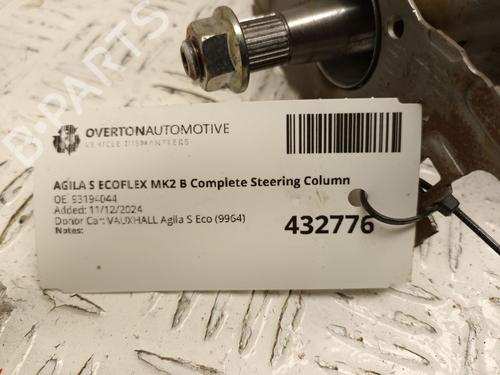 B-PARTS
OVERTONAUTOMOTIVE
VEHICLE DISMANTLERS
AGILA S ECOFLEX MK2 B Complete Steering Column
OE: 93194044
Added: 11/12/2024
Donor Car: VAUXHALL Agila S Eco (9964)
Notes:
432776